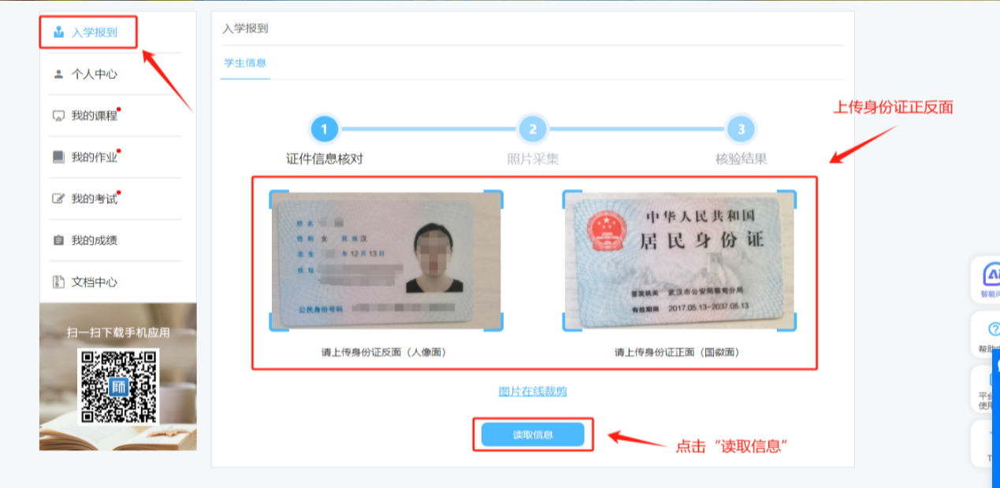 入学报到
个人中心
我的课程
我的作业
我的考试
我的成绩
文档中心
扫一扫下载手机应用
師
入学报到
学生信息
1
2
3
证件信息核对
照片采集
核验结果
上传身份证正反面
姓名
性别 女 民族 汉
出生 年 12 月 13 日
住址
公民身份号码
中华人民共和国
居民身份证
签发机关 武汉市公安局蔡甸分局
有效期限 2017.05.13-2037.05.13
请上传身份证反面（人像面）
请上传身份证正面（国徽面）
图片在线裁剪
读取信息
点击“读取信息”
智能
帮助
平台
使用